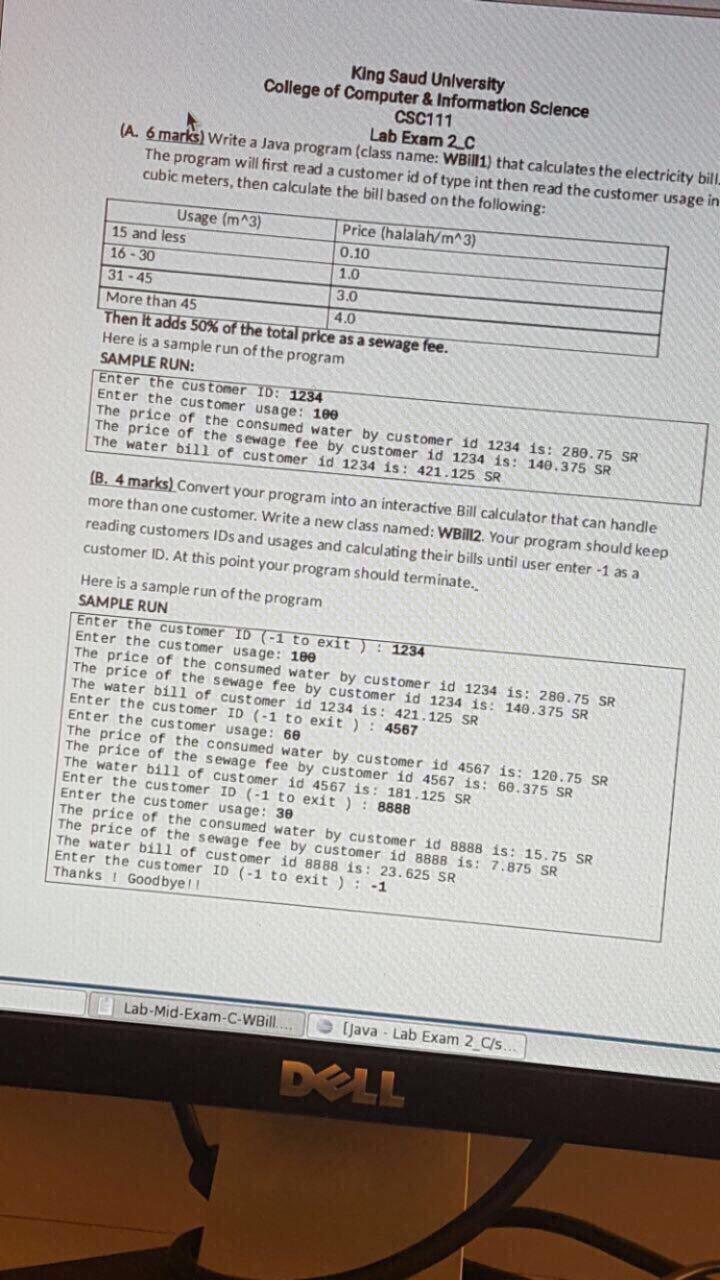 King Saud University
College of Computer & Information Science
CSC111
Lab Exam 2_C
(A. 6 marks) Write a Java program (class name: WBill1) that calculates the electricity bill.
The program will first read a customer id of type int then read the customer usage in
cubic meters, then calculate the bill based on the following:
Usage (m^3) Price (halalah/m^3)
15 and less 0.10
16 - 30 1.0
31 - 45 3.0
More than 45 4.0
Then it adds 50% of the total price as a sewage fee.
Here is a sample run of the program
SAMPLE RUN:
Enter the customer ID: 1234
Enter the customer usage: 100
The price of the consumed water by customer id 1234 is: 280.75 SR
The price of the sewage fee by customer id 1234 is: 140.375 SR
The water bill of customer id 1234 is: 421.125 SR
(B. 4 marks) Convert your program into an interactive Bill calculator that can handle
more than one customer. Write a new class named: WBill2. Your program should keep
reading customers IDs and usages and calculating their bills until user enter -1 as a
customer ID. At this point your program should terminate..
Here is a sample run of the program
SAMPLE RUN
Enter the customer ID (-1 to exit ) : 1234
Enter the customer usage: 100
The price of the consumed water by customer id 1234 is: 280.75 SR
The price of the sewage fee by customer id 1234 is: 140.375 SR
The water bill of customer id 1234 is: 421.125 SR
Enter the customer ID (-1 to exit ) : 4567
Enter the customer usage: 60
The price of the consumed water by customer id 4567 is: 120.75 SR
The price of the sewage fee by customer id 4567 is: 60.375 SR
The water bill of customer id 4567 is: 181.125 SR
Enter the customer ID (-1 to exit ) : 8888
Enter the customer usage: 30
The price of the consumed water by customer id 8888 is: 15.75 SR
The price of the sewage fee by customer id 8888 is: 7.875 SR
The water bill of customer id 8888 is: 23.625 SR
Enter the customer ID (-1 to exit ) : -1
Thanks ! Goodbye!!
Lab-Mid-Exam-C-WBill.... [Java - Lab Exam 2_C/s...
DELL